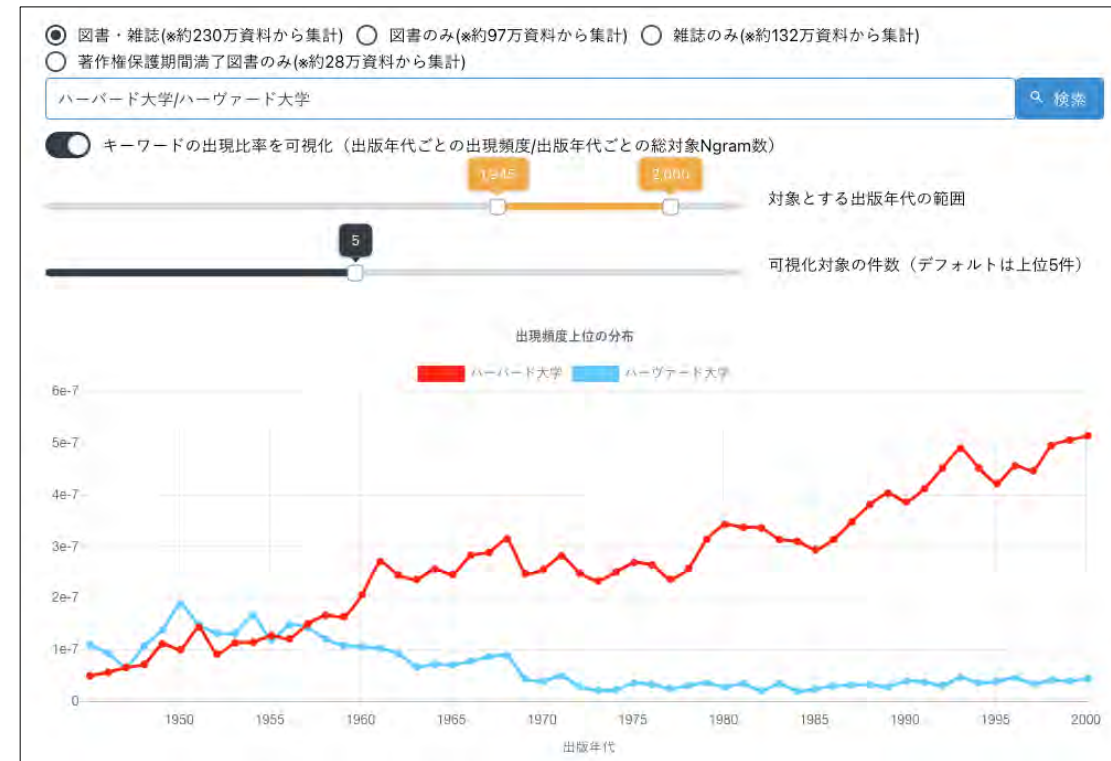 図書・雑誌(※約230万資料から集計) 図書のみ(※約97万資料から集計) 雑誌のみ(※約132万資料から集計)
著作権保護期間満了図書のみ(※約28万資料から集計)
ハーバード大学/ハーヴァード大学 検索
キーワードの出現比率を可視化（出版年代ごとの出現頻度/出版年代ごとの総対象Ngram数）
1,945 2,000
対象とする出版年代の範囲
5
可視化対象の件数（デフォルトは上位5件）
出現頻度上位の分布
ハーバード大学 ハーヴァード大学
6e-7
5e-7
4e-7
3e-7
2e-7
1e-7
0
1950 1955 1960 1965 1970 1975 1980 1985 1990 1995 2000
出版年代